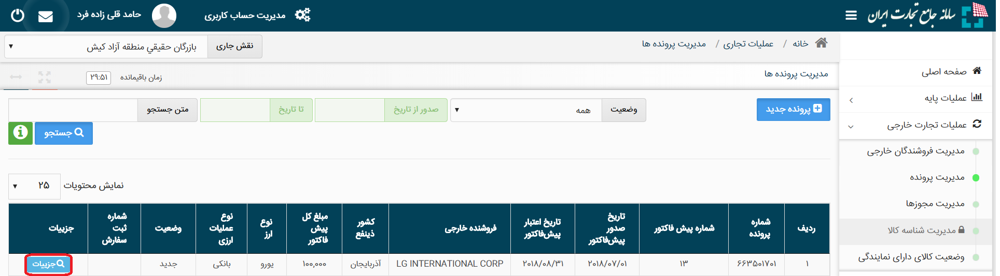 سامانه جامع تجارت ایران
مدیریت حساب کاربری
حامد قلی زاده فرد
خانه / عملیات تجاری / مدیریت پرونده ها
نقش جاری
بازرگان حقیقي منطقه آزاد کیش
مدیریت پرونده ها
زمان باقیمانده
۲۹:۵۱
صفحه اصلی
عملیات پایه
عملیات تجارت خارجی
مدیریت فروشندگان خارجی
مدیریت پرونده
مدیریت مجوزها
مدیریت شناسه کالا
وضعیت کالای دارای نمایندگی
پرونده جدید
وضعیت
همه
صدور از تاریخ
تا تاریخ
متن جستجو
جستجو
نمایش محتویات
۲۵
ردیف
شماره پرونده
شماره پیش فاکتور
تاریخ صدور پیش‌فاکتور
تاریخ اعتبار پیش‌فاکتور
فروشنده خارجی
کشور ذینفع
مبلغ کل پیش فاکتور
نوع ارز
نوع عملیات ارزی
وضعیت
شماره ثبت سفارش
جزییات
۱
۶۶۳۵۰۱۷۰۱
۱۳
۲۰۱۸/۰۷/۰۱
۲۰۱۸/۰۸/۳۱
LG INTERNATIONAL CORP
آذربایجان
۱۰۰,۰۰۰
یورو
بانکی
جدید
جزییات